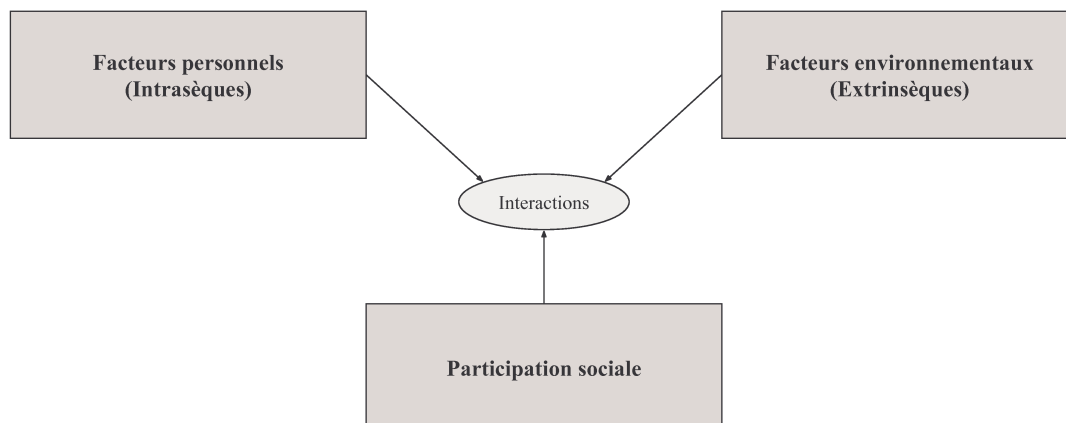 Facteurs personnels
(Intrasèques)
Facteurs environnementaux
(Extrinsèques)
Interactions
Participation sociale